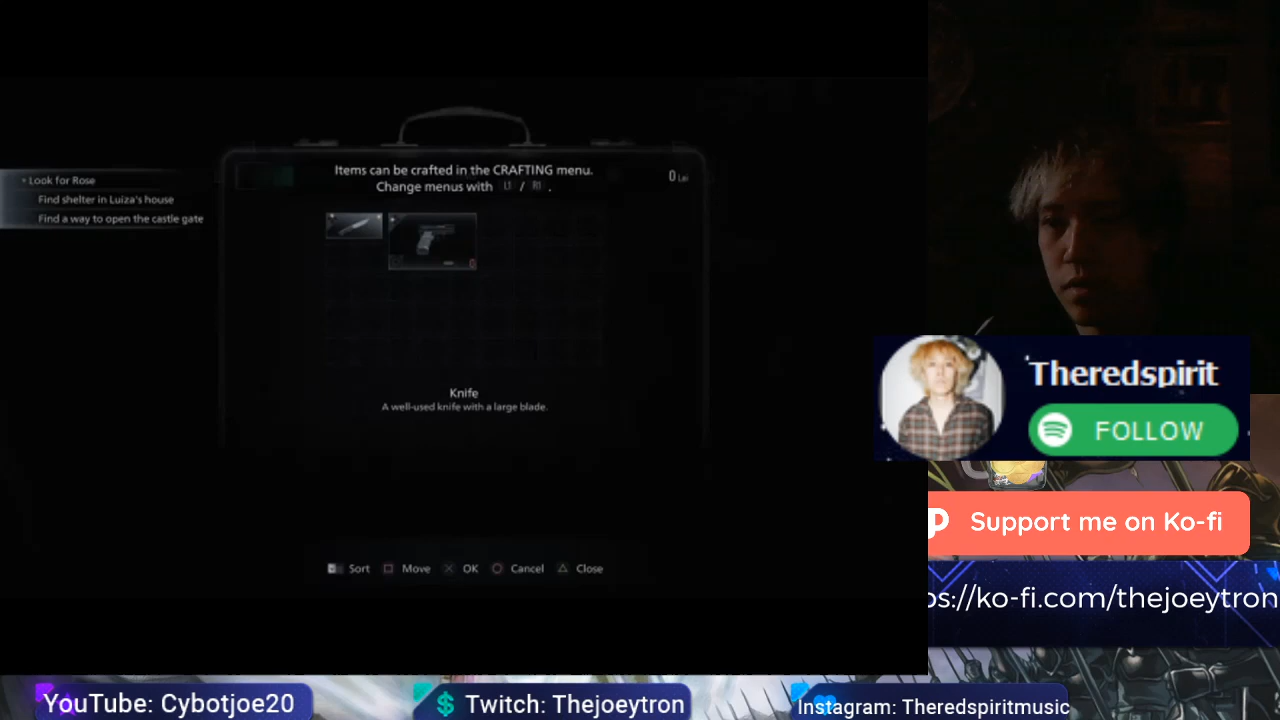 Items can be crafted in the CRAFTING menu.
Change menus with L1 / R1 .
0 Lei
• Look for Rose
Find shelter in Luiza's house
Find a way to open the castle gate
0
Knife
A well-used knife with a large blade.
Sort Move OK Cancel Close
Theredspirit
FOLLOW
Support me on Ko-fi
ps://ko-fi.com/thejoeytron
YouTube: Cybotjoe20
Twitch: Thejoeytron
Instagram: Theredspiritmusic